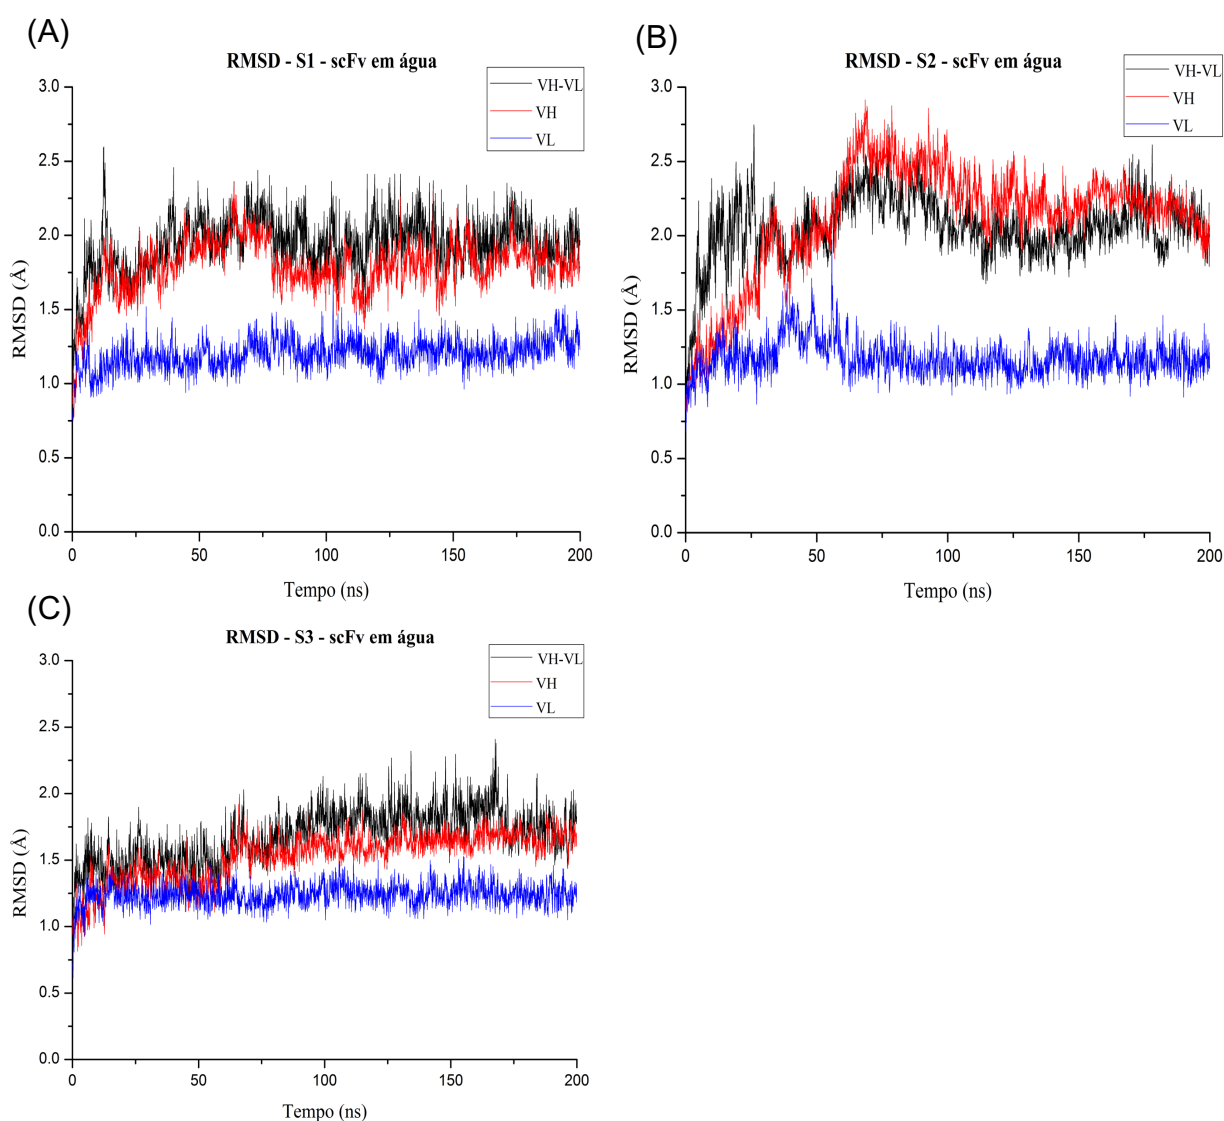 (A)
RMSD - S1 - scFv em água
VH-VL
VH
VL
3.0
2.5
2.0
1.5
1.0
0.5
0.0
RMSD (Å)
0 50 100 150 200
Tempo (ns)
(B)
RMSD - S2 - scFv em água
VH-VL
VH
VL
3.0
2.5
2.0
1.5
1.0
0.5
0.0
RMSD (Å)
0 50 100 150 200
Tempo (ns)
(C)
RMSD - S3 - scFv em água
VH-VL
VH
VL
3.0
2.5
2.0
1.5
1.0
0.5
0.0
RMSD (Å)
0 50 100 150 200
Tempo (ns)